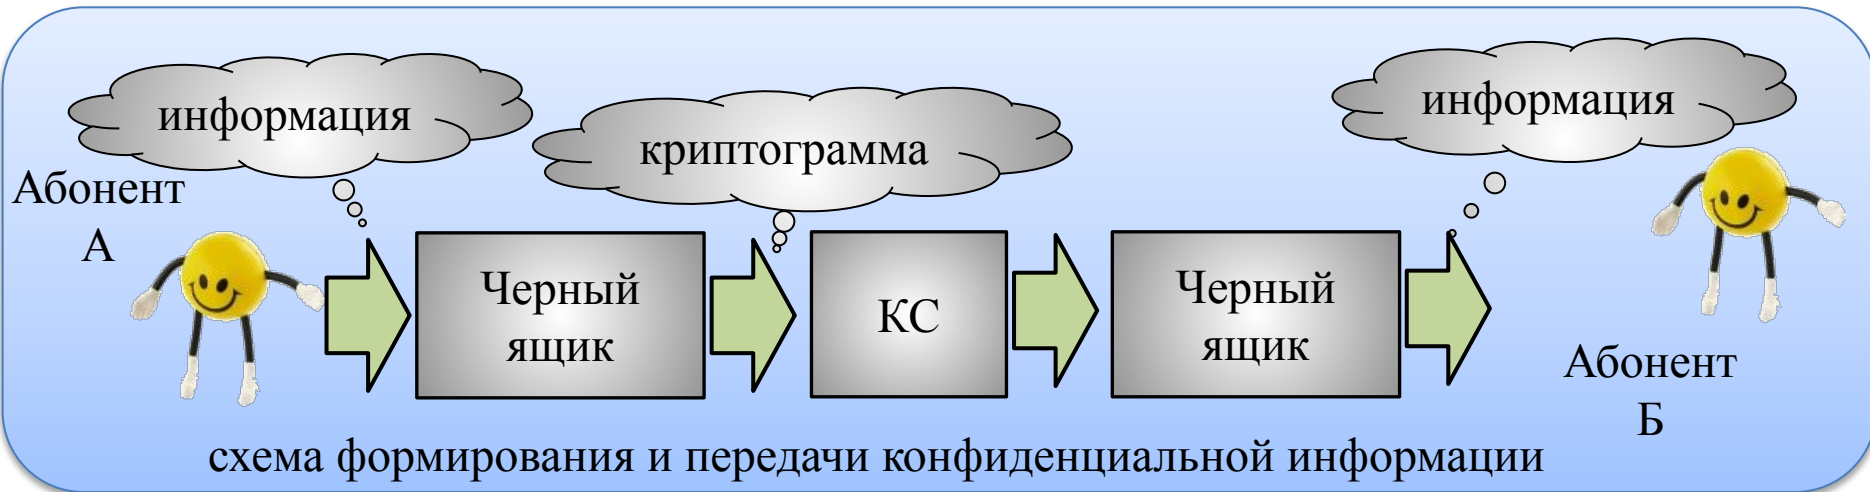 информация
криптограмма
информация
Абонент
А
Черный
ящик
КС
Черный
ящик
Абонент
Б
схема формирования и передачи конфиденциальной информации